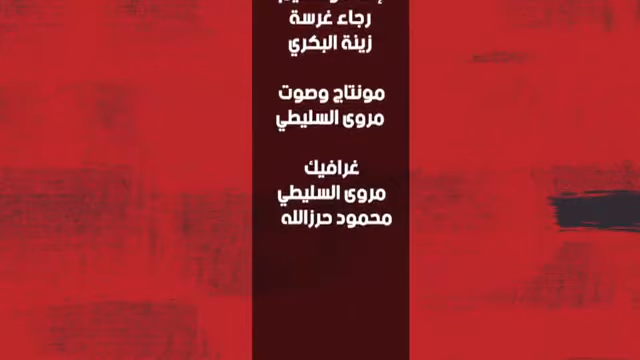 رجاء غرسة
زينة البكري
مونتاج وصوت
مروى السليطي
غرافيك
مروى السليطي
محمود حرزالله